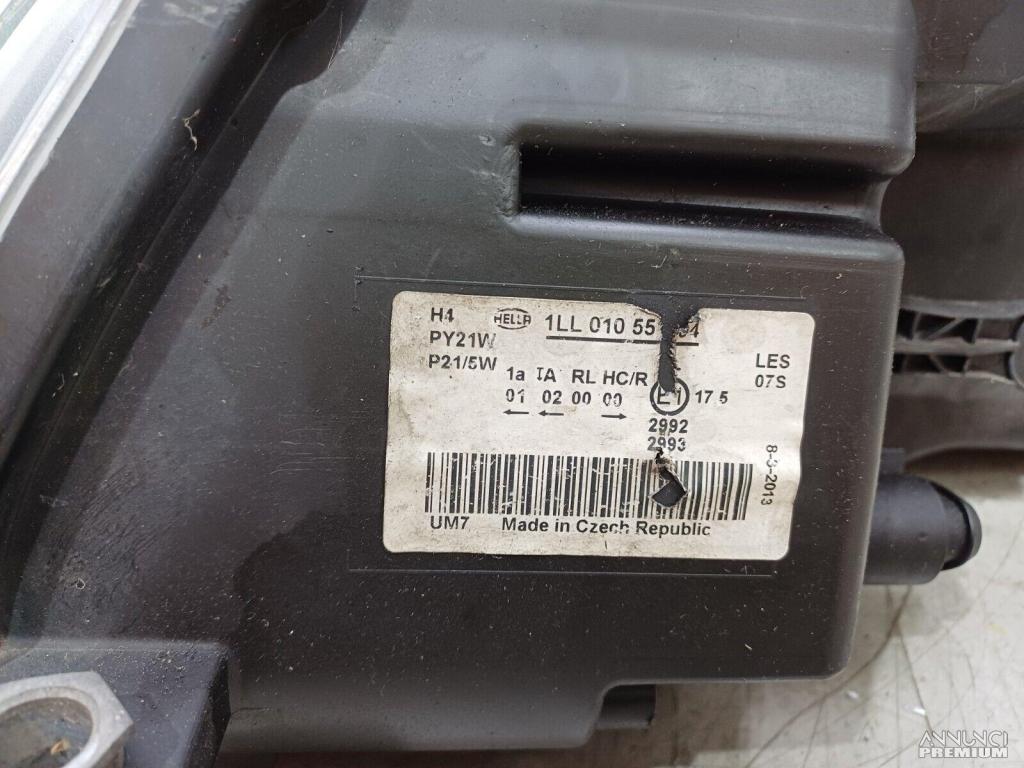 H4 HELLA 1LL 010 55
PY21W
P21/5W
LES
07S
1a IA RL HC/R
01 02 00 00 E1 17 5
2992
2993
8-3-2013
UM7 Made in Czech Republic
ANNUNCI
PREMIUM